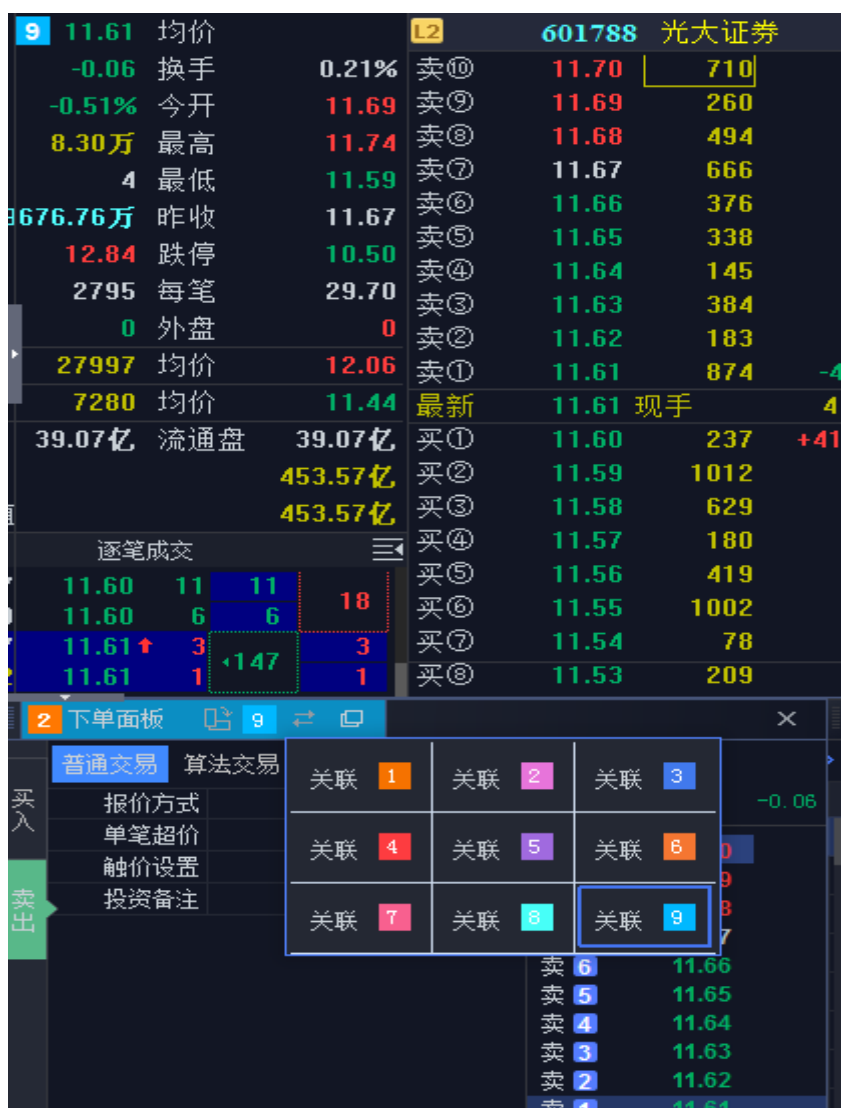 9 11.61 均价
-0.06 换手 0.21%
-0.51% 今开 11.69
8.30万 最高 11.74
4 最低 11.59
676.76万 昨收 11.67
12.84 跌停 10.50
2795 每笔 29.70
0 外盘 0
27997 均价 12.06
7280 均价 11.44
39.07亿 流通盘 39.07亿
453.57亿
453.57亿
L2 601788 光大证券
卖⑩ 11.70 710
卖⑨ 11.69 260
卖⑧ 11.68 494
卖⑦ 11.67 666
卖⑥ 11.66 376
卖⑤ 11.65 338
卖④ 11.64 145
卖③ 11.63 384
卖② 11.62 183
卖① 11.61 874 -4
最新 11.61 现手 4
买① 11.60 237 +41
买② 11.59 1012
买③ 11.58 629
买④ 11.57 180
买⑤ 11.56 419
买⑥ 11.55 1002
买⑦ 11.54 78
买⑧ 11.53 209
逐笔成交
11.60 11 11 18
11.60 6 6
11.61↑ 3 147 3
11.61 1 1
2 下单面板 9
买入
卖出
普通交易 算法交易
报价方式
单笔超价
触价设置
投资备注
关联 1 关联 2 关联 3
关联 4 关联 5 关联 6
关联 7 关联 8 关联 9
-0.06
0
9
8
7
卖 6 11.66
卖 5 11.65
卖 4 11.64
卖 3 11.63
卖 2 11.62
卖 1 11.61